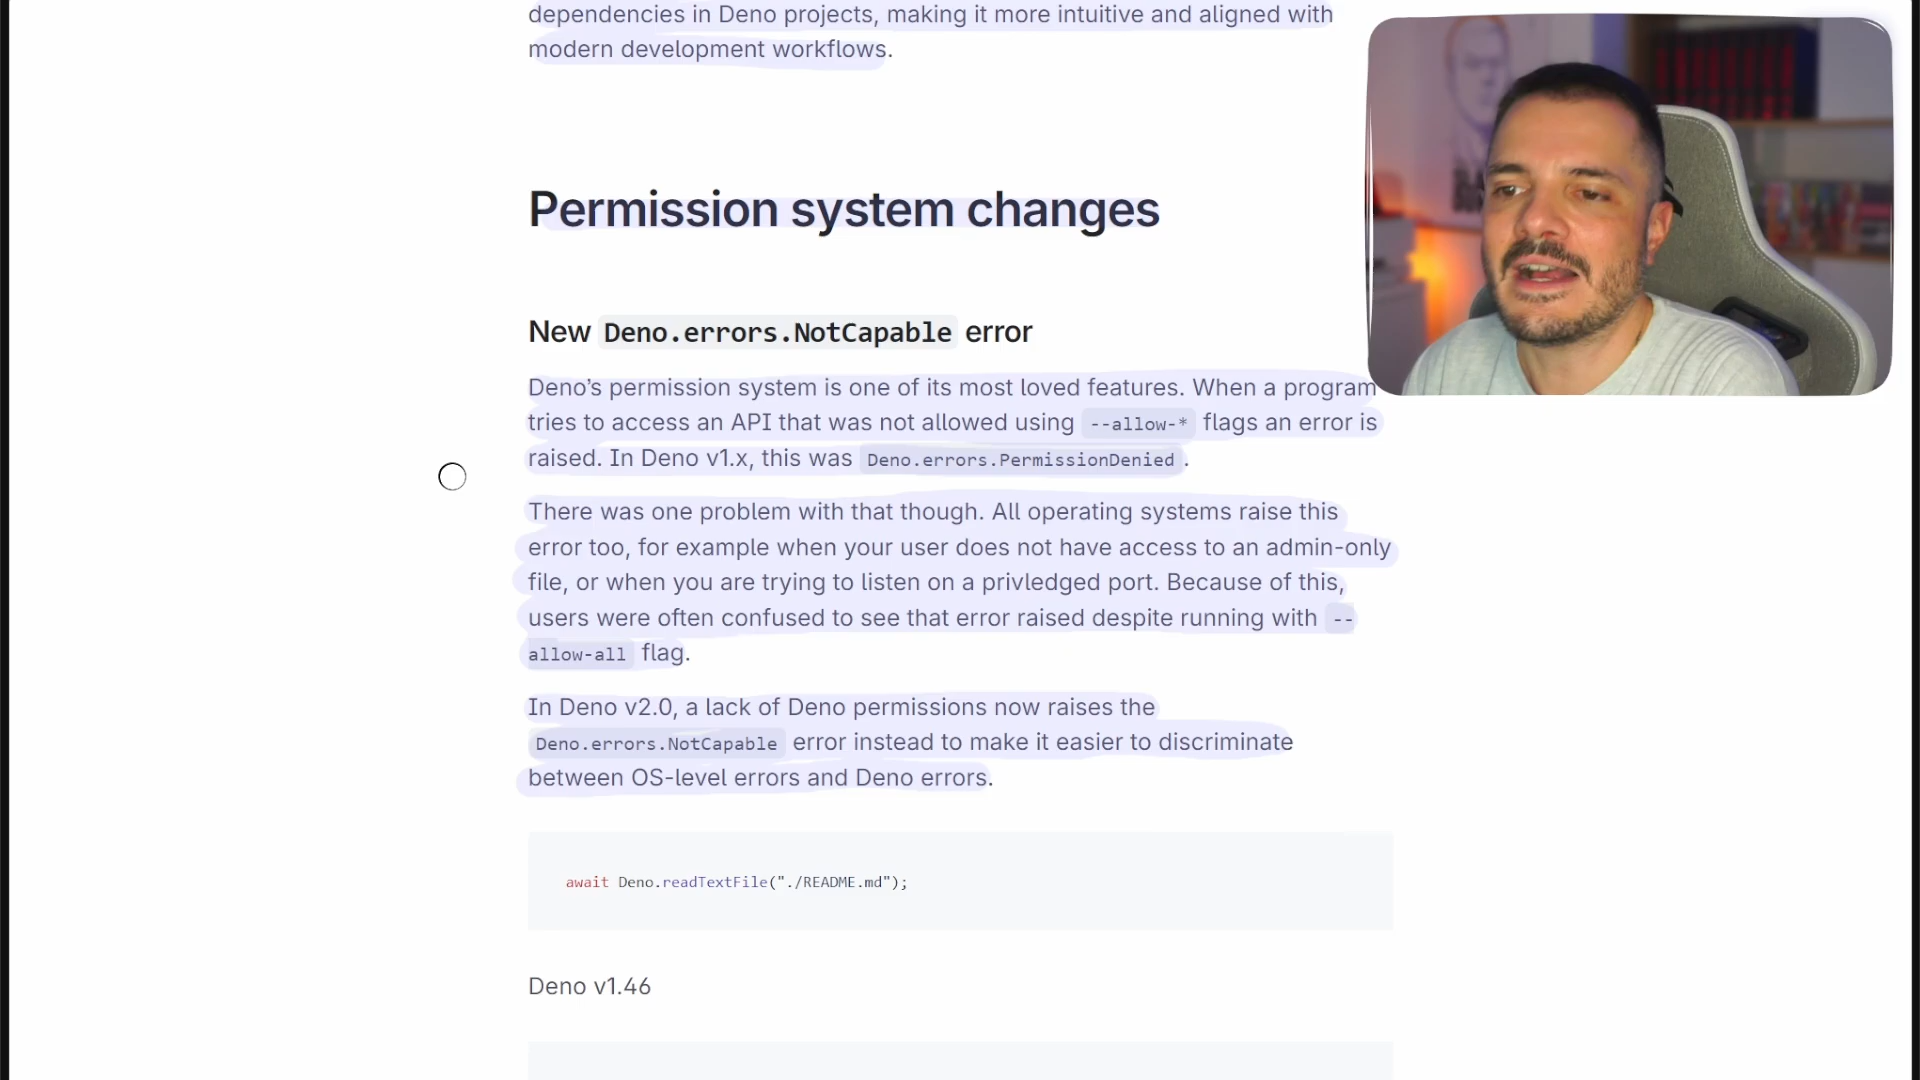 dependencies in Deno projects, making it more intuitive and aligned with
modern development workflows.
Permission system changes
New Deno.errors.NotCapable error
Deno’s permission system is one of its most loved features. When a program
tries to access an API that was not allowed using --allow-* flags an error is
raised. In Deno v1.x, this was Deno.errors.PermissionDenied.
There was one problem with that though. All operating systems raise this
error too, for example when your user does not have access to an admin-only
file, or when you are trying to listen on a privledged port. Because of this,
users were often confused to see that error raised despite running with --
allow-all flag.
In Deno v2.0, a lack of Deno permissions now raises the
Deno.errors.NotCapable error instead to make it easier to discriminate
between OS-level errors and Deno errors.
await Deno.readTextFile("./README.md");
Deno v1.46